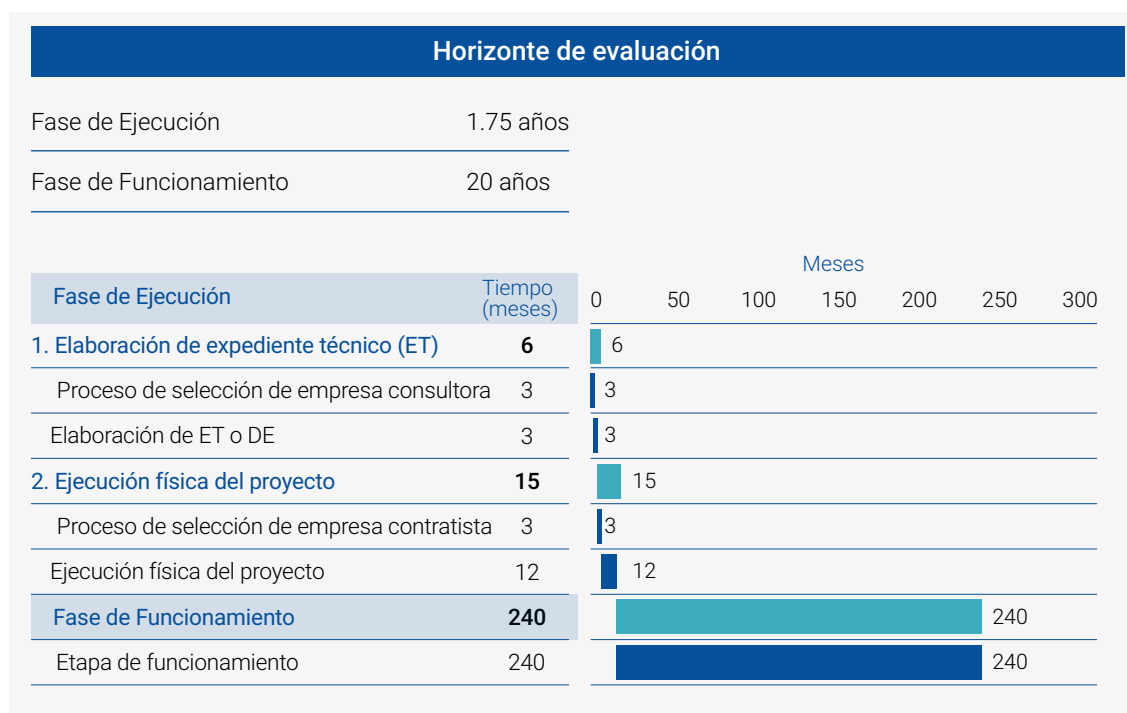 Horizonte de evaluación
Fase de Ejecución 1.75 años
Fase de Funcionamiento 20 años
Meses
Fase de Ejecución Tiempo (meses) 0 50 100 150 200 250 300
1. Elaboración de expediente técnico (ET) 6 6
Proceso de selección de empresa consultora 3 3
Elaboración de ET o DE 3 3
2. Ejecución física del proyecto 15 15
Proceso de selección de empresa contratista 3 3
Ejecución física del proyecto 12 12
Fase de Funcionamiento 240 240
Etapa de funcionamiento 240 240